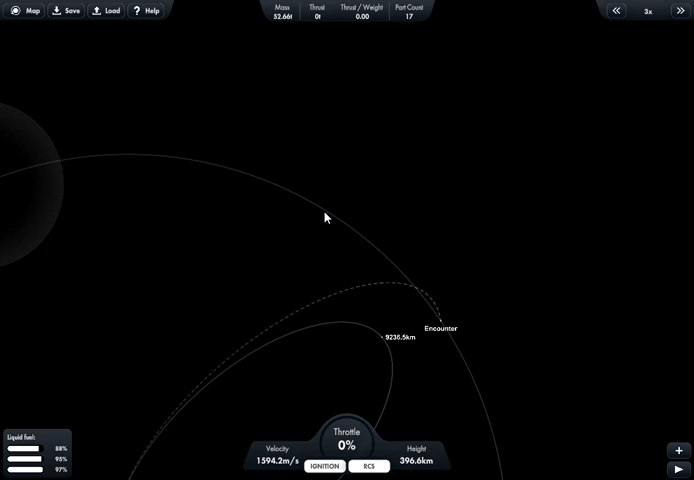 Map
Save
Load
Help
Mass
52.66t
Thrust
0t
Thrust / Weight
0.00
Part Count
17
3x
Encounter
9236.5km
Liquid fuel:
88%
95%
97%
Throttle
0%
Velocity
1594.2m/s
Height
396.6km
IGNITION
RCS